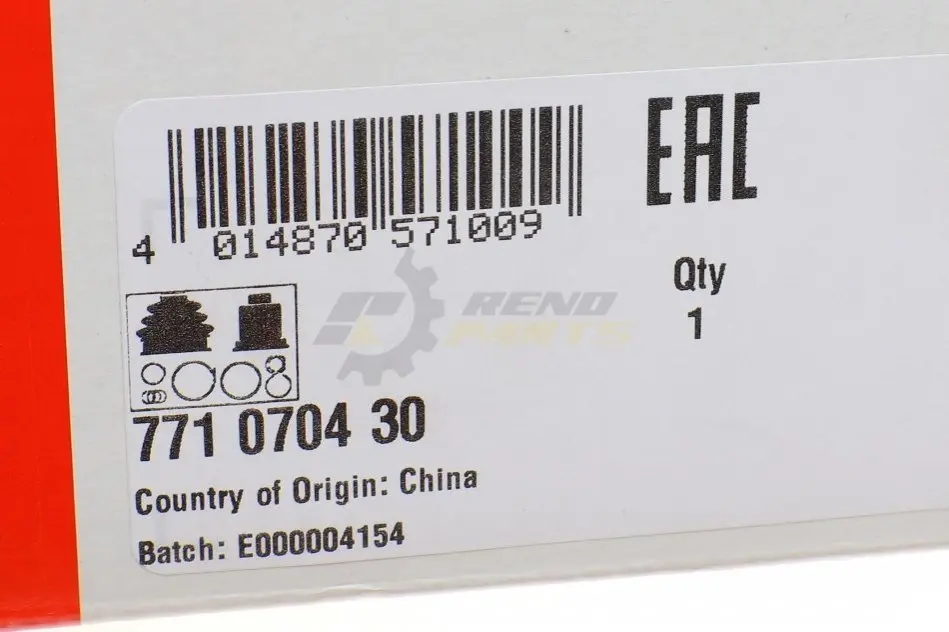 4 014870 571009
EAC
Qty
1
RENO
PARTS
771 0704 30
Country of Origin: China
Batch: E000004154